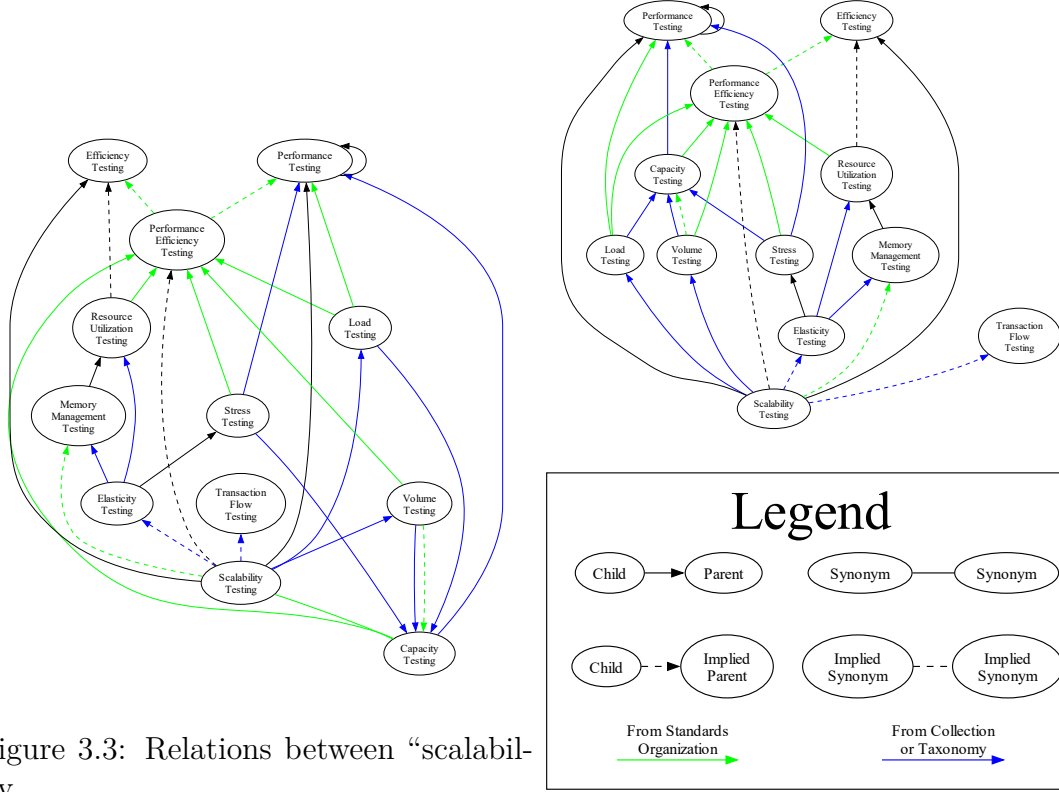 Efficiency
Testing
Performance
Testing
Performance
Efficiency
Testing
Resource
Utilization
Testing
Load
Testing
Memory
Management
Testing
Stress
Testing
Elasticity
Testing
Transaction
Flow
Testing
Volume
Testing
Scalability
Testing
Capacity
Testing
igure 3.3: Relations between “scalabil-
Performance
Testing
Efficiency
Testing
Performance
Efficiency
Testing
Capacity
Testing
Resource
Utilization
Testing
Load
Testing
Volume
Testing
Stress
Testing
Memory
Management
Testing
Elasticity
Testing
Transaction
Flow
Testing
Scalability
Testing
Legend
Child
Parent
Synonym
Synonym
Child
Implied
Parent
Implied
Synonym
Implied
Synonym
From Standards
Organization
From Collection
or Taxonomy